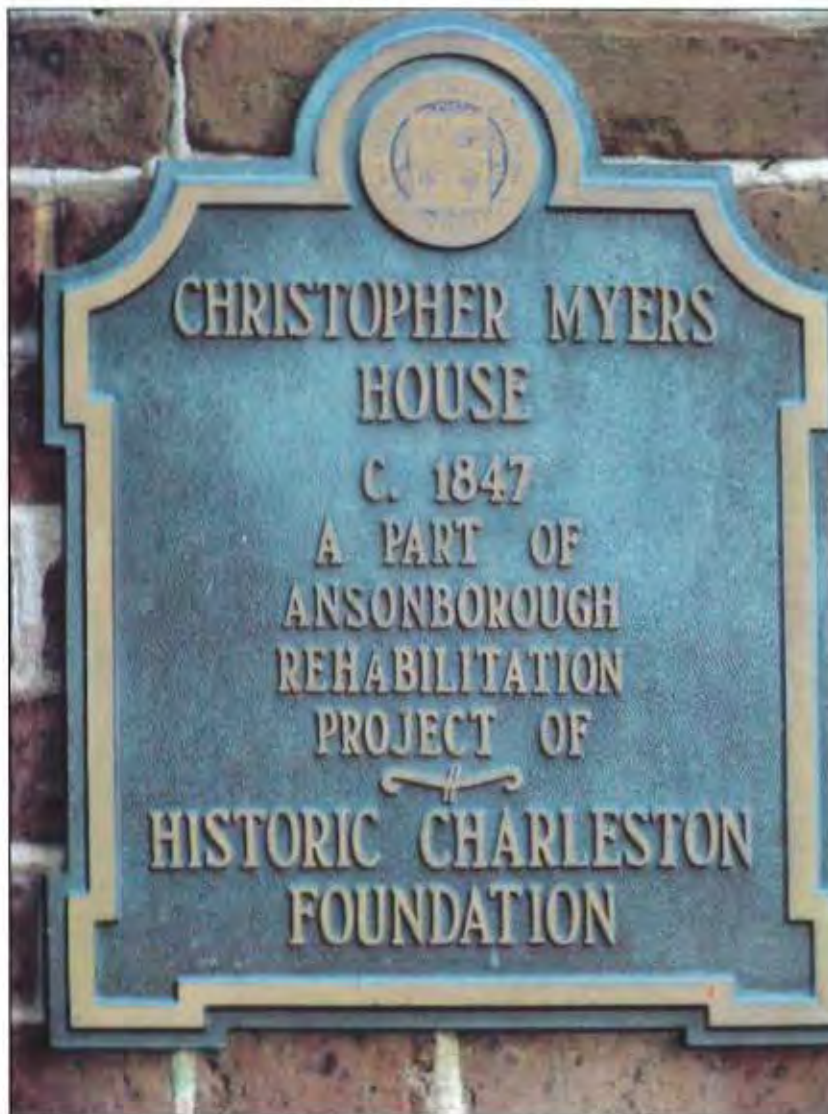 CHRISTOPHER MYERS
HOUSE
C. 1847
A PART OF
ANSONBOROUGH
REHABILITATION
PROJECT OF
HISTORIC CHARLESTON
FOUNDATION